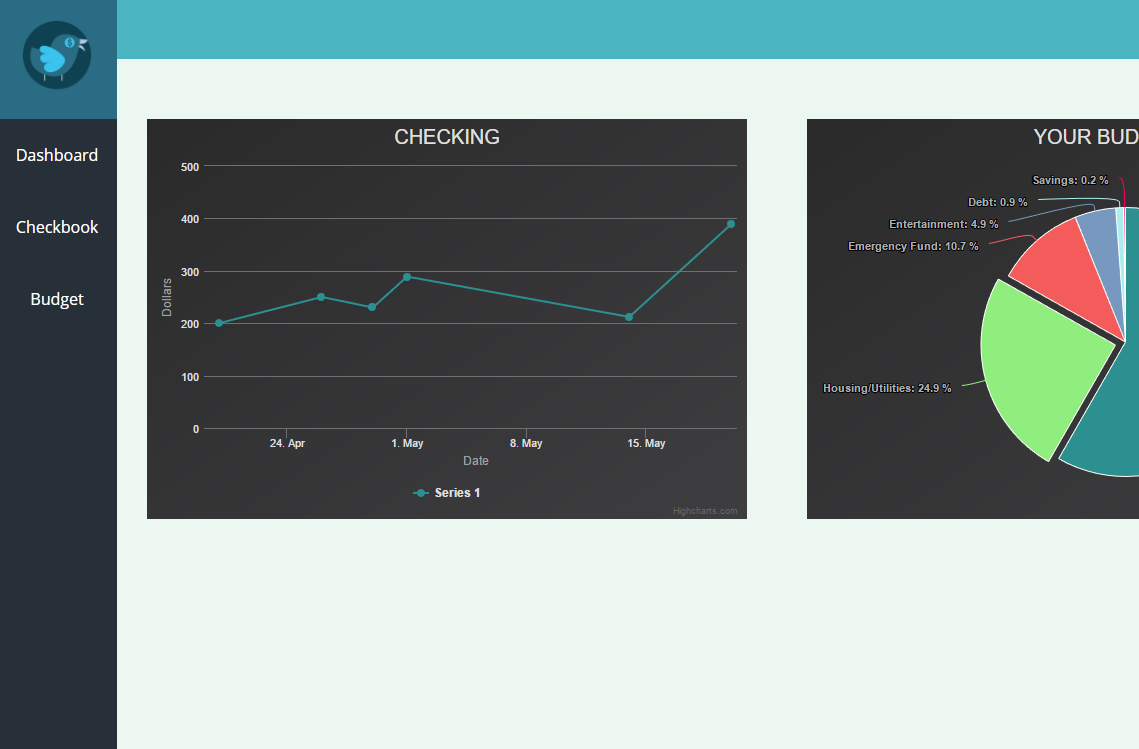 Dashboard
Checkbook
Budget
CHECKING
500
400
300
200
100
0
Dollars
24. Apr
1. May
8. May
15. May
Date
Series 1
Highcharts.com
YOUR BUD
Savings: 0.2 %
Debt: 0.9 %
Entertainment: 4.9 %
Emergency Fund: 10.7 %
Housing/Utilities: 24.9 %